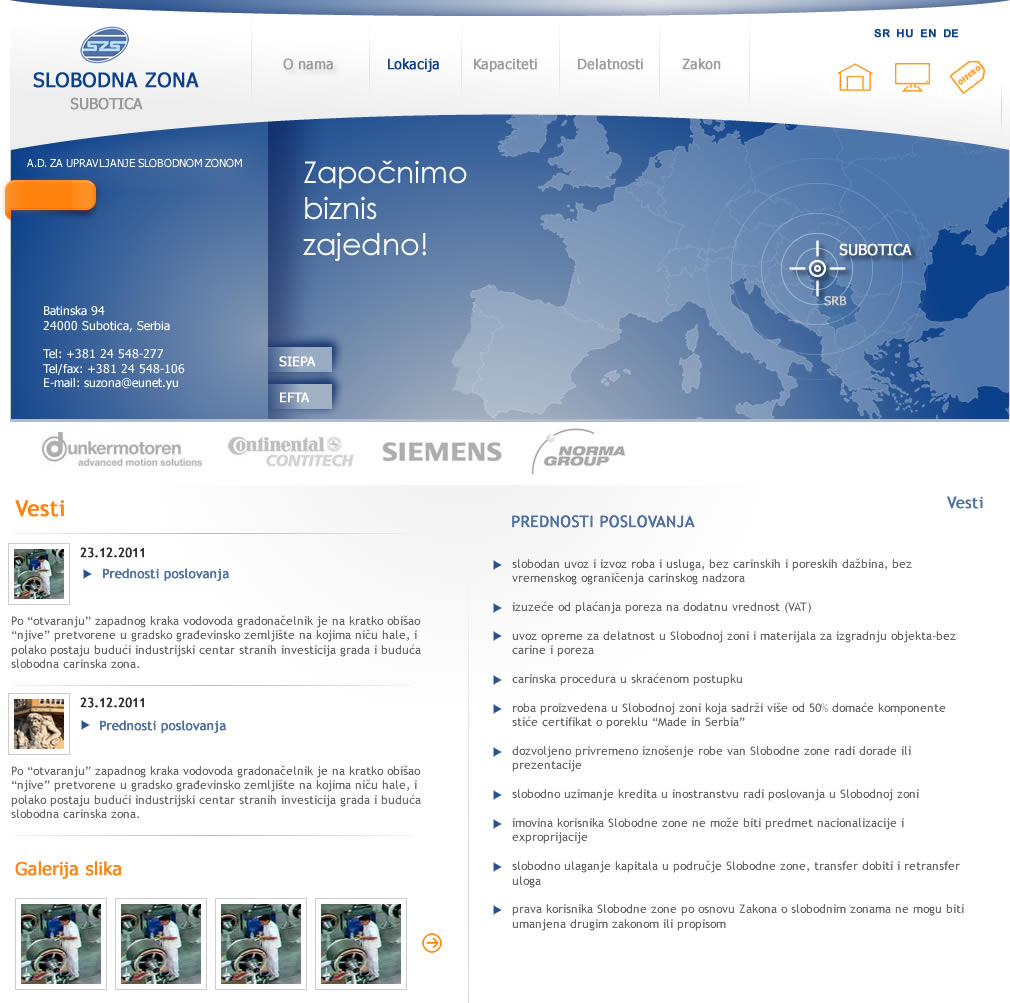 SR HU EN DE
SZS
SLOBODNA ZONA
SUBOTICA
O nama
Lokacija
Kapaciteti
Delatnosti
Zakon
OFFERO
A.D. ZA UPRAVLJANJE SLOBODNOM ZONOM
Započnimo
biznis
zajedno!
SUBOTICA
SRB
Batinska 94
24000 Subotica, Serbia
Tel: +381 24 548-277
Tel/fax: +381 24 548-106
E-mail: suzona@eunet.yu
SIEPA
EFTA
dunkermotoren
advanced motion solutions
Continental
CONTITECH
SIEMENS
NORMA
GROUP
Vesti
23.12.2011
Prednosti poslovanja
Po “otvaranju” zapadnog kraka vodovoda gradonačelnik je na kratko obišao
“njive” pretvorene u gradsko građevinsko zemljište na kojima niču hale, i
polako postaju budući industrijski centar stranih investicija grada i buduća
slobodna carinska zona.
23.12.2011
Prednosti poslovanja
Po “otvaranju” zapadnog kraka vodovoda gradonačelnik je na kratko obišao
“njive” pretvorene u gradsko građevinsko zemljište na kojima niču hale, i
polako postaju budući industrijski centar stranih investicija grada i buduća
slobodna carinska zona.
Galerija slika
Vesti
PREDNOSTI POSLOVANJA
slobodan uvoz i izvoz roba i usluga, bez carinskih i poreskih dažbina, bez
vremenskog ograničenja carinskog nadzora
izuzeće od plaćanja poreza na dodatnu vrednost (VAT)
uvoz opreme za delatnost u Slobodnoj zoni i materijala za izgradnju objekta-bez
carine i poreza
carinska procedura u skraćenom postupku
roba proizvedena u Slobodnoj zoni koja sadrži više od 50% domaće komponente
stiče certifikat o poreklu “Made in Serbia”
dozvoljeno privremeno iznošenje robe van Slobodne zone radi dorade ili
prezentacije
slobodno uzimanje kredita u inostranstvu radi poslovanja u Slobodnoj zoni
imovina korisnika Slobodne zone ne može biti predmet nacionalizacije i
exproprijacije
slobodno ulaganje kapitala u područje Slobodne zone, transfer dobiti i retransfer
uloga
prava korisnika Slobodne zone po osnovu Zakona o slobodnim zonama ne mogu biti
umanjena drugim zakonom ili propisom